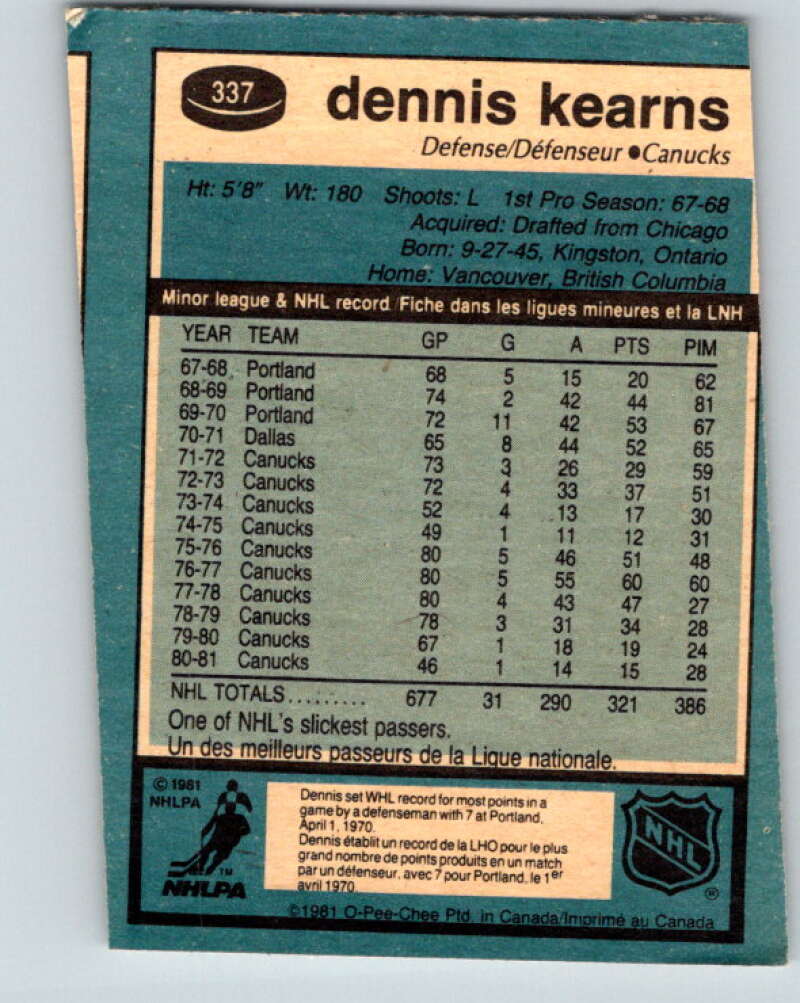 337 dennis kearns
Defense/Défenseur ●Canucks
Ht: 5'8" Wt: 180 Shoots: L 1st Pro Season: 67-68
Acquired: Drafted from Chicago
Born: 9-27-45, Kingston, Ontario
Home: Vancouver, British Columbia
Minor league & NHL record/Fiche dans les ligues mineures et la LNH
YEAR TEAM GP G A PTS PIM
67-68 Portland 68 5 15 20 62
68-69 Portland 74 2 42 44 81
69-70 Portland 72 11 42 53 67
70-71 Dallas 65 8 44 52 65
71-72 Canucks 73 3 26 29 59
72-73 Canucks 72 4 33 37 51
73-74 Canucks 52 4 13 17 30
74-75 Canucks 49 1 11 12 31
75-76 Canucks 80 5 46 51 48
76-77 Canucks 80 5 55 60 60
77-78 Canucks 80 4 43 47 27
78-79 Canucks 78 3 31 34 28
79-80 Canucks 67 1 18 19 24
80-81 Canucks 46 1 14 15 28
NHL TOTALS......... 677 31 290 321 386
One of NHL's slickest passers.
Un des meilleurs passeurs de la Ligue nationale.
© 1981
NHLPA
TM
NHLPA
Dennis set WHL record for most points in a
game by a defenseman with 7 at Portland,
April 1, 1970.
Dennis établit un record de la LHO pour le plus
grand nombre de points produits en un match
par un défenseur, avec 7 pour Portland, le 1er
avril 1970.
NHL
®
©1981 O-Pee-Chee Ptd. in Canada/Imprimé au Canada